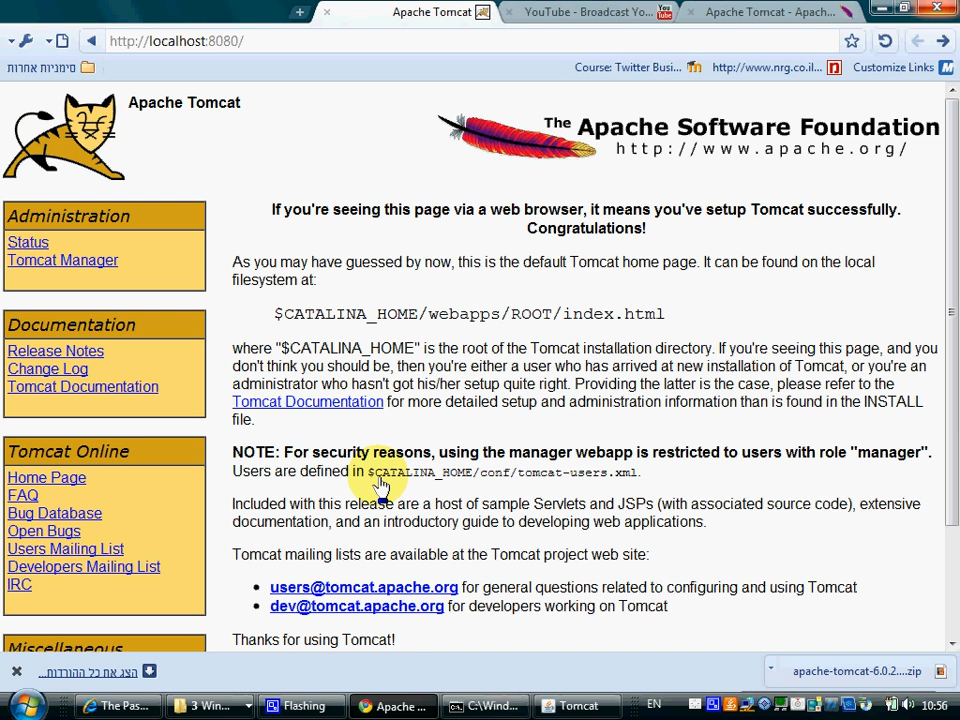 Apache Tomcat
YouTube - Broadcast Yo...
Apache Tomcat - Apach...
http://localhost:8080/
סימניות אחרות
Course: Twitter Busi...
http://www.nrg.co.il...
Customize Links
Apache Tomcat
The Apache Software Foundation
http://www.apache.org/
Administration
Status
Tomcat Manager
Documentation
Release Notes
Change Log
Tomcat Documentation
Tomcat Online
Home Page
FAQ
Bug Database
Open Bugs
Users Mailing List
Developers Mailing List
IRC
Miscellaneous
If you're seeing this page via a web browser, it means you've setup Tomcat successfully.
Congratulations!
As you may have guessed by now, this is the default Tomcat home page. It can be found on the local
filesystem at:
$CATALINA_HOME/webapps/ROOT/index.html
where "$CATALINA_HOME" is the root of the Tomcat installation directory. If you're seeing this page, and you
don't think you should be, then you're either a user who has arrived at new installation of Tomcat, or you're an
administrator who hasn't got his/her setup quite right. Providing the latter is the case, please refer to the
Tomcat Documentation for more detailed setup and administration information than is found in the INSTALL
file.
NOTE: For security reasons, using the manager webapp is restricted to users with role "manager".
Users are defined in $CATALINA_HOME/conf/tomcat-users.xml.
Included with this release are a host of sample Servlets and JSPs (with associated source code), extensive
documentation, and an introductory guide to developing web applications.
Tomcat mailing lists are available at the Tomcat project web site:
users@tomcat.apache.org for general questions related to configuring and using Tomcat
dev@tomcat.apache.org for developers working on Tomcat
Thanks for using Tomcat!
הצג את כל ההורדות...
apache-tomcat-6.0.2....zip
The Pas...
3 Win...
Flashing
Apache ...
C:\Wind...
Tomcat
EN
10:56